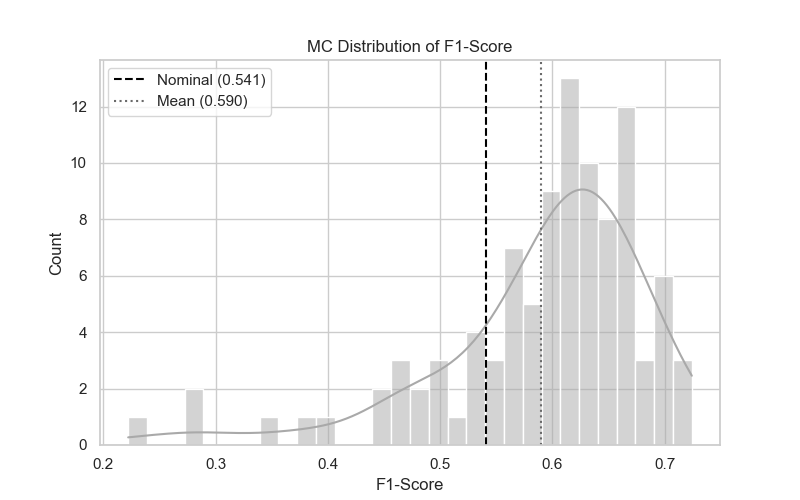 MC Distribution of F1-Score
Nominal (0.541)
Mean (0.590)
12
10
8
6
4
2
0
Count
0.2 0.3 0.4 0.5 0.6 0.7
F1-Score